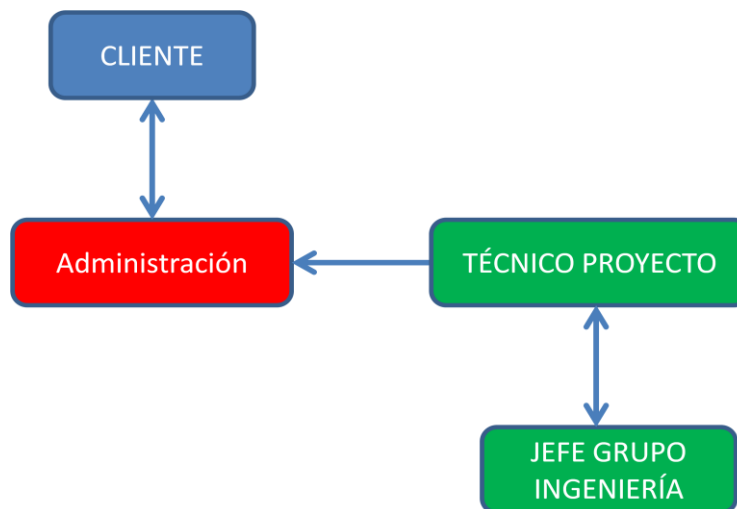 CLIENTE
Administración
TÉCNICO PROYECTO
JEFE GRUPO
INGENIERÍA